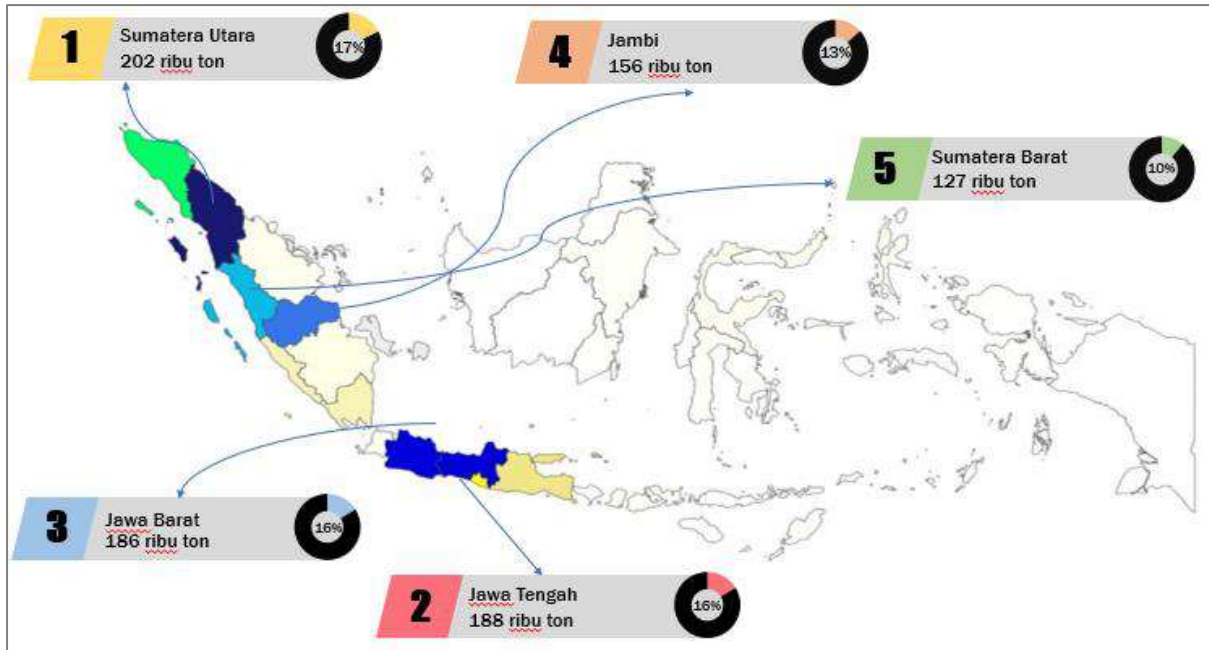 1
Sumatera Utara
202 ribu ton
17%
4
Jambi
156 ribu ton
13%
5
Sumatera Barat
127 ribu ton
10%
3
Jawa Barat
186 ribu ton
16%
2
Jawa Tengah
188 ribu ton
16%